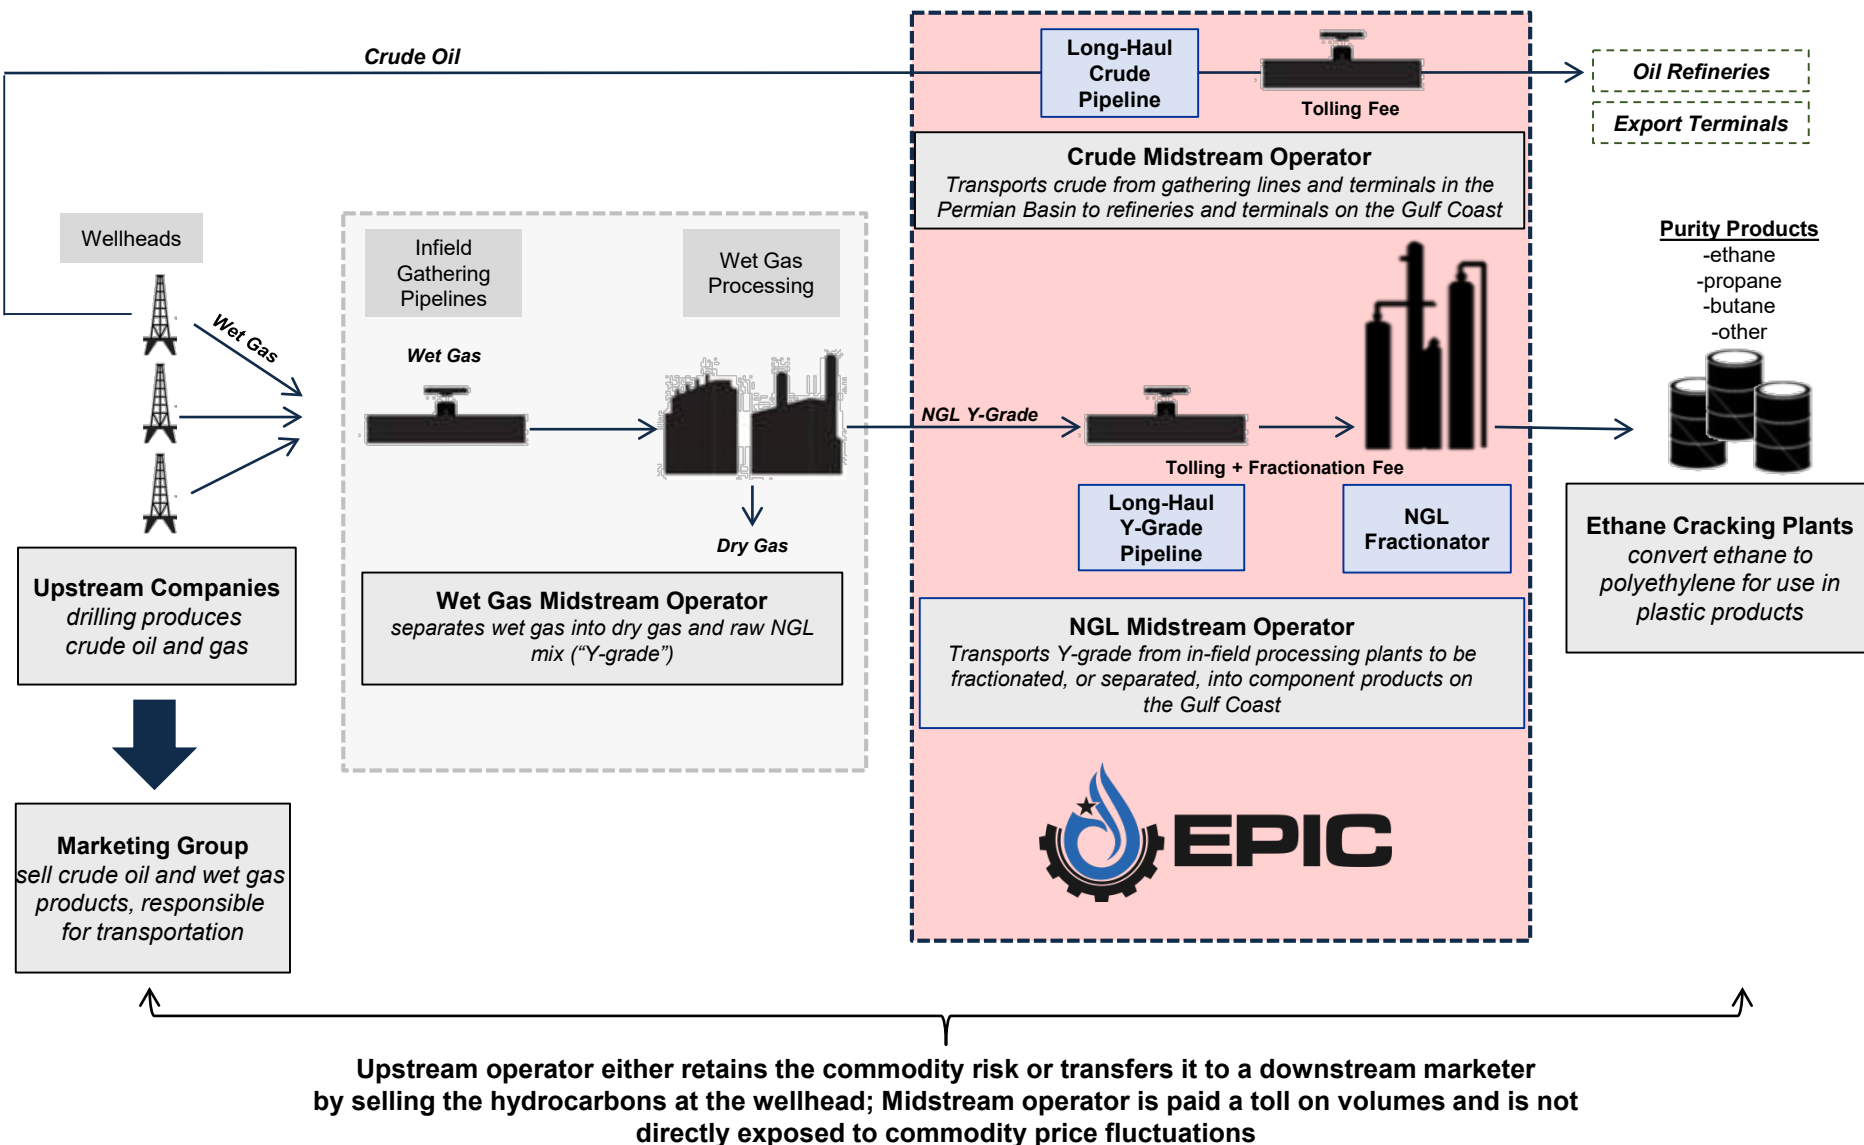 Crude Oil
Long-Haul
Crude
Pipeline
Tolling Fee
Oil Refineries
Export Terminals
Crude Midstream Operator
Transports crude from gathering lines and terminals in the
Permian Basin to refineries and terminals on the Gulf Coast
Wellheads
Infield
Gathering
Pipelines
Wet Gas
Processing
Purity Products
-ethane
-propane
-butane
-other
Wet Gas
Wet Gas
NGL Y-Grade
Tolling + Fractionation Fee
Dry Gas
Long-Haul
Y-Grade
Pipeline
NGL
Fractionator
Upstream Companies
drilling produces
crude oil and gas
Wet Gas Midstream Operator
separates wet gas into dry gas and raw NGL
mix (“Y-grade”)
NGL Midstream Operator
Transports Y-grade from in-field processing plants to be
fractionated, or separated, into component products on
the Gulf Coast
Ethane Cracking Plants
convert ethane to
polyethylene for use in
plastic products
Marketing Group
sell crude oil and wet gas
products, responsible
for transportation
EPIC
Upstream operator either retains the commodity risk or transfers it to a downstream marketer
by selling the hydrocarbons at the wellhead; Midstream operator is paid a toll on volumes and is not
directly exposed to commodity price fluctuations